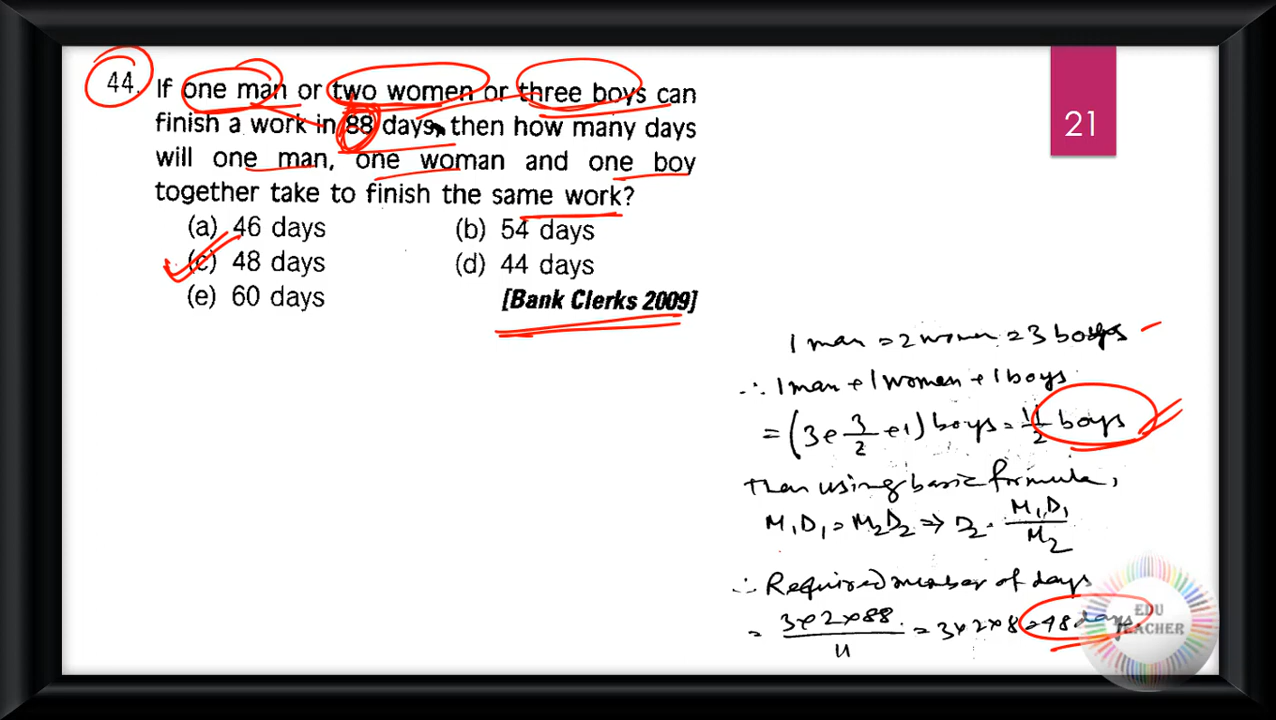 44. If one man or two women or three boys can
finish a work in 88 days, then how many days
will one man, one woman and one boy
together take to finish the same work?
(a) 46 days (b) 54 days
(c) 48 days (d) 44 days
(e) 60 days [Bank Clerks 2009]
21
1 man = 2 women = 3 boys
∴ 1 man + 1 women + 1 boys
= (3 + 3/2 + 1) boys = 11/2 boys
then using basic formula,
M₁D₁ = M₂D₂ ⇒ D₂ = M₁D₁/M₂
∴ Required number of days
= 3×2×88/11 = 3×2×8 = 48 days
EDU
TEACHER